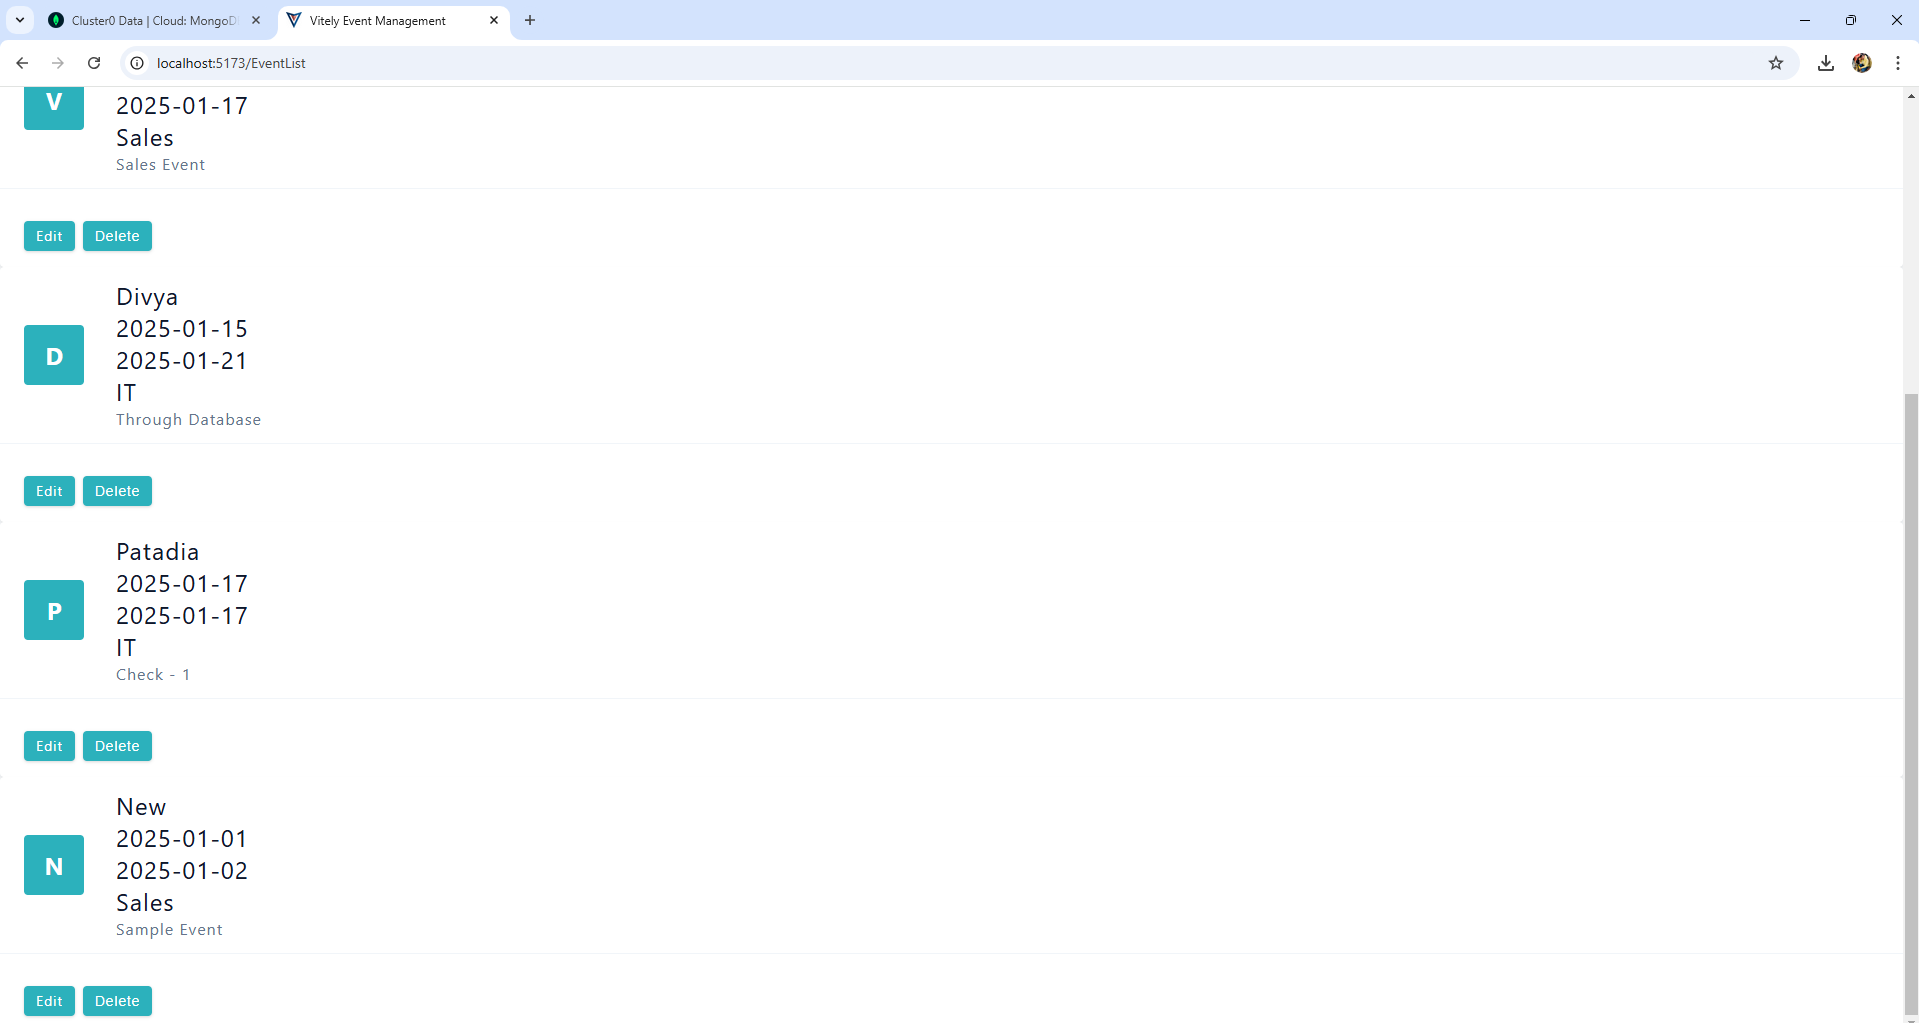 Cluster0 Data | Cloud: MongoD
Vitely Event Management
localhost:5173/EventList
V
2025-01-17
Sales
Sales Event
Edit Delete
D
Divya
2025-01-15
2025-01-21
IT
Through Database
Edit Delete
P
Patadia
2025-01-17
2025-01-17
IT
Check - 1
Edit Delete
N
New
2025-01-01
2025-01-02
Sales
Sample Event
Edit Delete